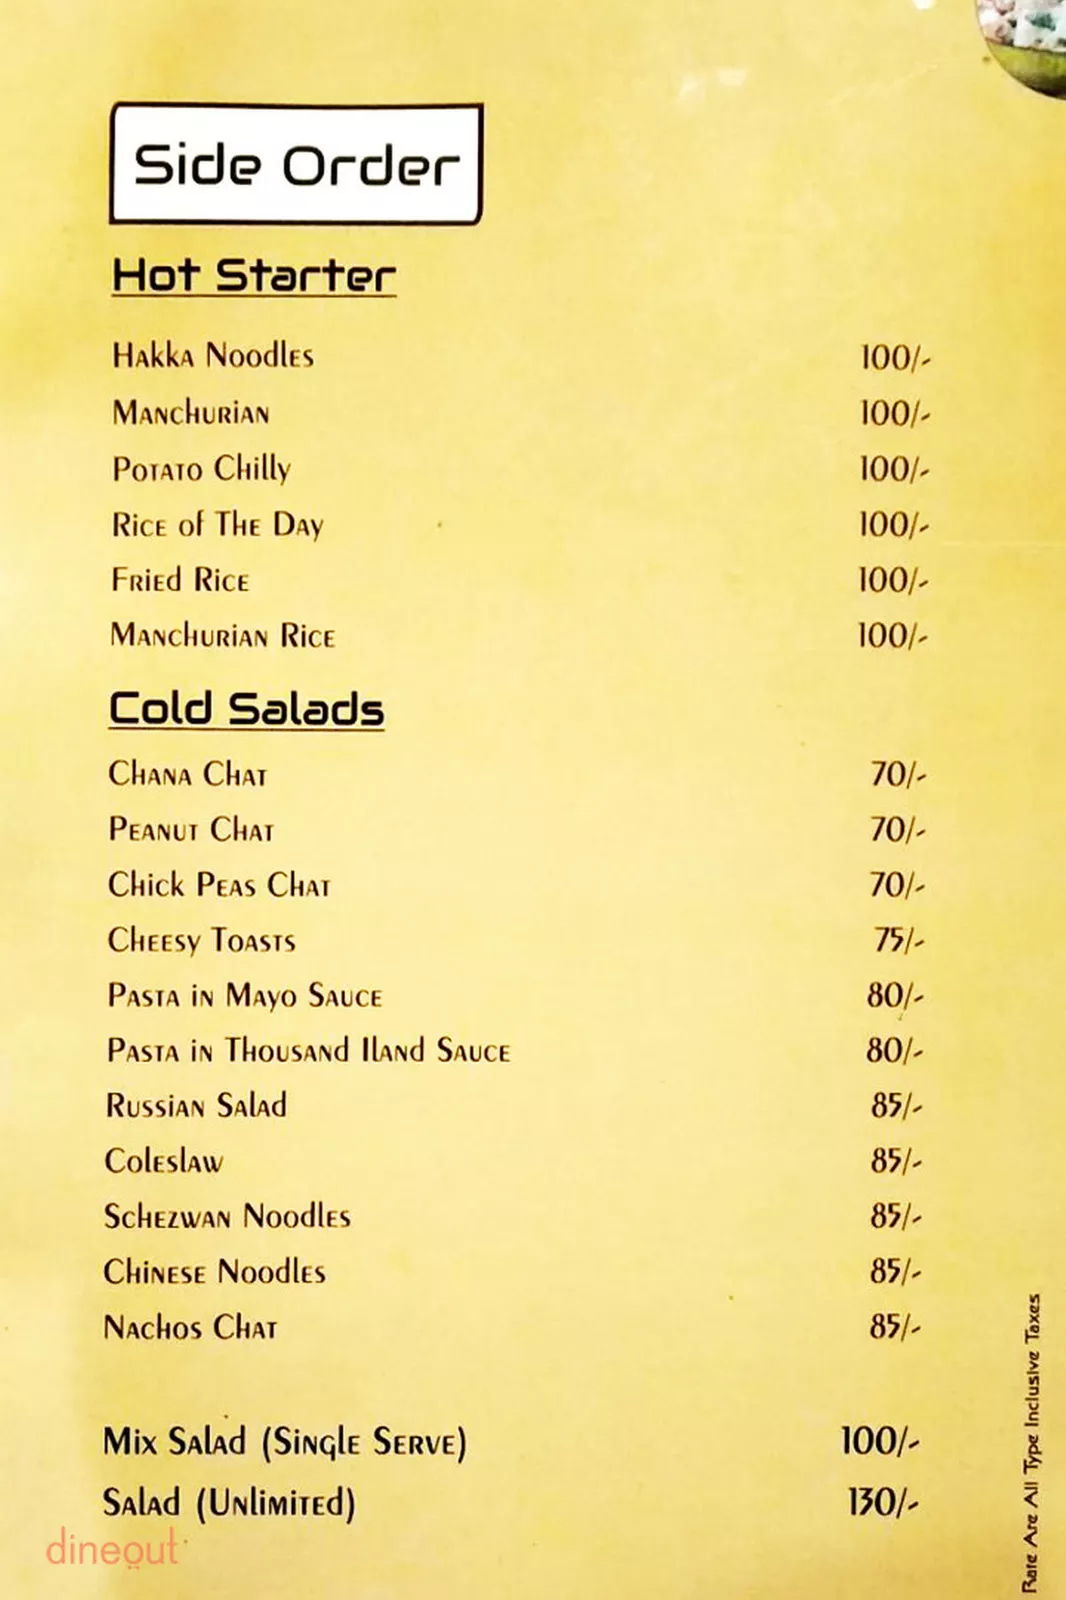 Side Order
Hot Starter
Hakka Noodles 100/-
Manchurian 100/-
Potato Chilly 100/-
Rice of The Day 100/-
Fried Rice 100/-
Manchurian Rice 100/-
Cold Salads
Chana Chat 70/-
Peanut Chat 70/-
Chick Peas Chat 70/-
Cheesy Toasts 75/-
Pasta in Mayo Sauce 80/-
Pasta in Thousand Iland Sauce 80/-
Russian Salad 85/-
Coleslaw 85/-
Schezwan Noodles 85/-
Chinese Noodles 85/-
Nachos Chat 85/-
Mix Salad (Single Serve) 100/-
Salad (Unlimited) 130/-
Rate Are All Type Inclusive Taxes
dineout